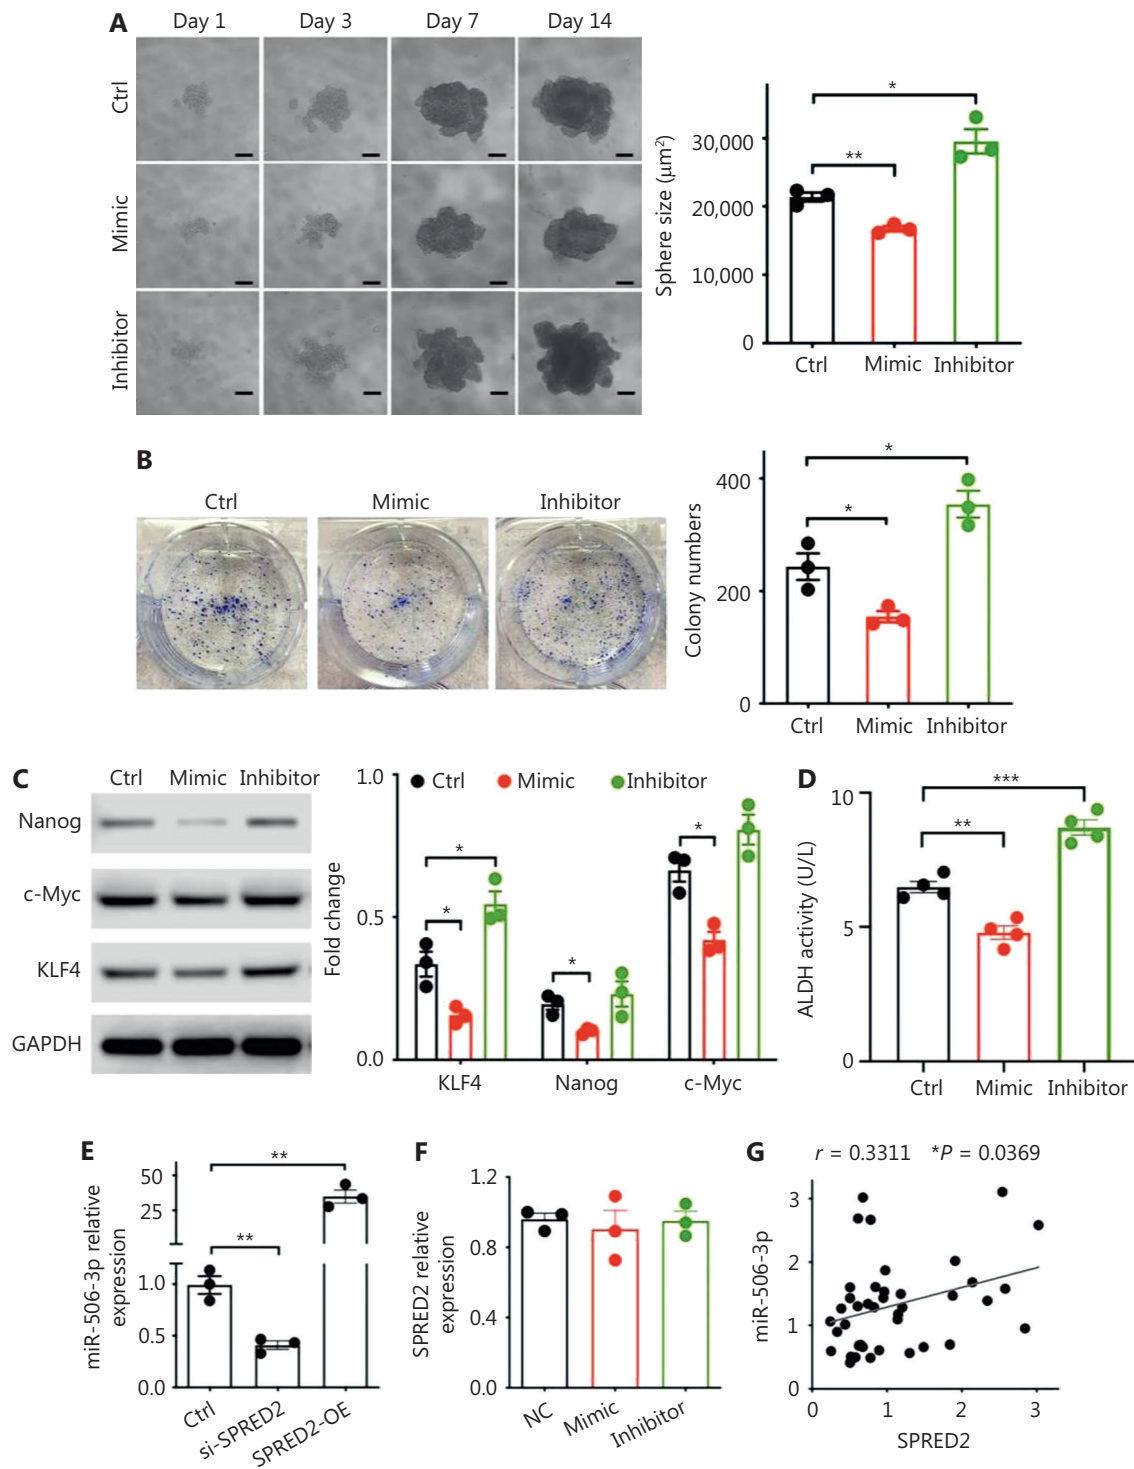 A
Day 1 Day 3 Day 7 Day 14
Ctrl
Mimic
Inhibitor
Sphere size (μm²)
30,000
20,000
10,000
0
*
**
Ctrl Mimic Inhibitor
B
Ctrl Mimic Inhibitor
Colony numbers
400
200
0
*
*
Ctrl Mimic Inhibitor
C
Ctrl Mimic Inhibitor
Nanog
c-Myc
KLF4
GAPDH
Fold change
1.0
0.5
0.0
Ctrl Mimic Inhibitor
*
*
*
*
KLF4 Nanog c-Myc
D
ALDH activity (U/L)
10
5
0
***
**
Ctrl Mimic Inhibitor
E
miR-506-3p relative
expression
50
25
1.0
0.5
0.0
**
**
Ctrl si-SPRED2 SPRED2-OE
F
SPRED2 relative
expression
1.2
0.8
0.4
0.0
NC Mimic Inhibitor
G
r = 0.3311 *P = 0.0369
miR-506-3p
3
2
1
0
0 1 2 3
SPRED2